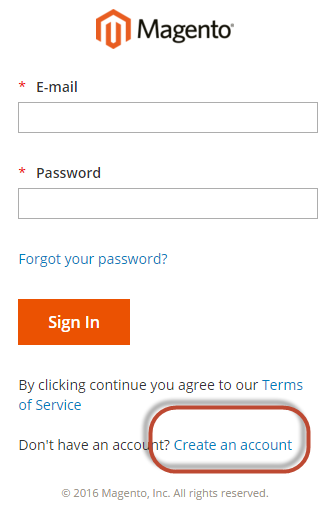 Magento
* E-mail
* Password
Forgot your password?
Sign In
By clicking continue you agree to our Terms
of Service
Don't have an account? Create an account
© 2016 Magento, Inc. All rights reserved.